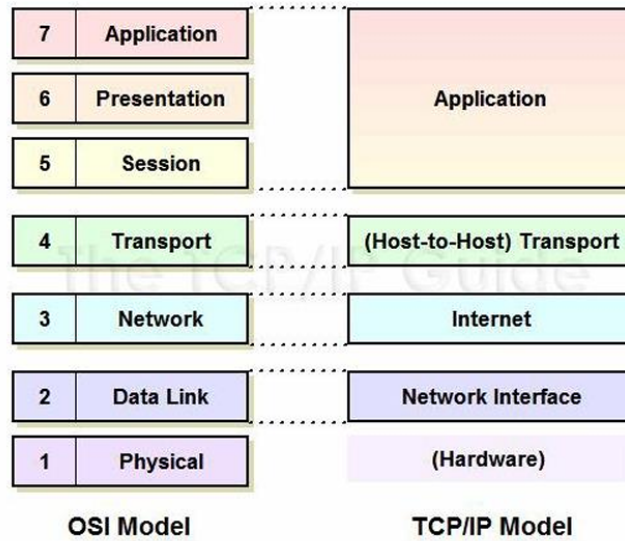 7 Application
6 Presentation
5 Session
Application
4 Transport
(Host-to-Host) Transport
3 Network
Internet
2 Data Link
Network Interface
1 Physical
(Hardware)
OSI Model
TCP/IP Model
The TCP/IP Guide